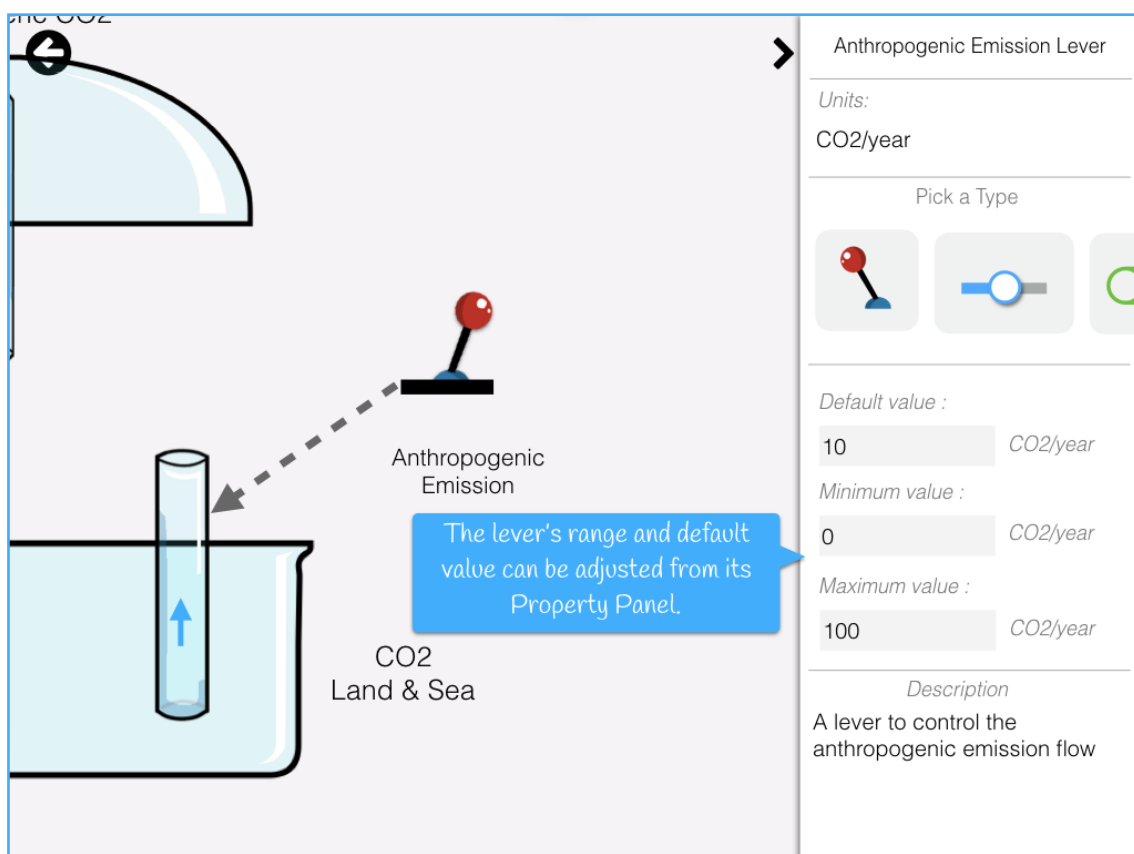 CO2
Anthropogenic Emission Lever
Units:
CO2/year
Pick a Type
Default value :
10 CO2/year
Minimum value :
0 CO2/year
Maximum value :
100 CO2/year
Description
A lever to control the
anthropogenic emission flow
Anthropogenic
Emission
The lever's range and default
value can be adjusted from its
Property Panel.
CO2
Land & Sea